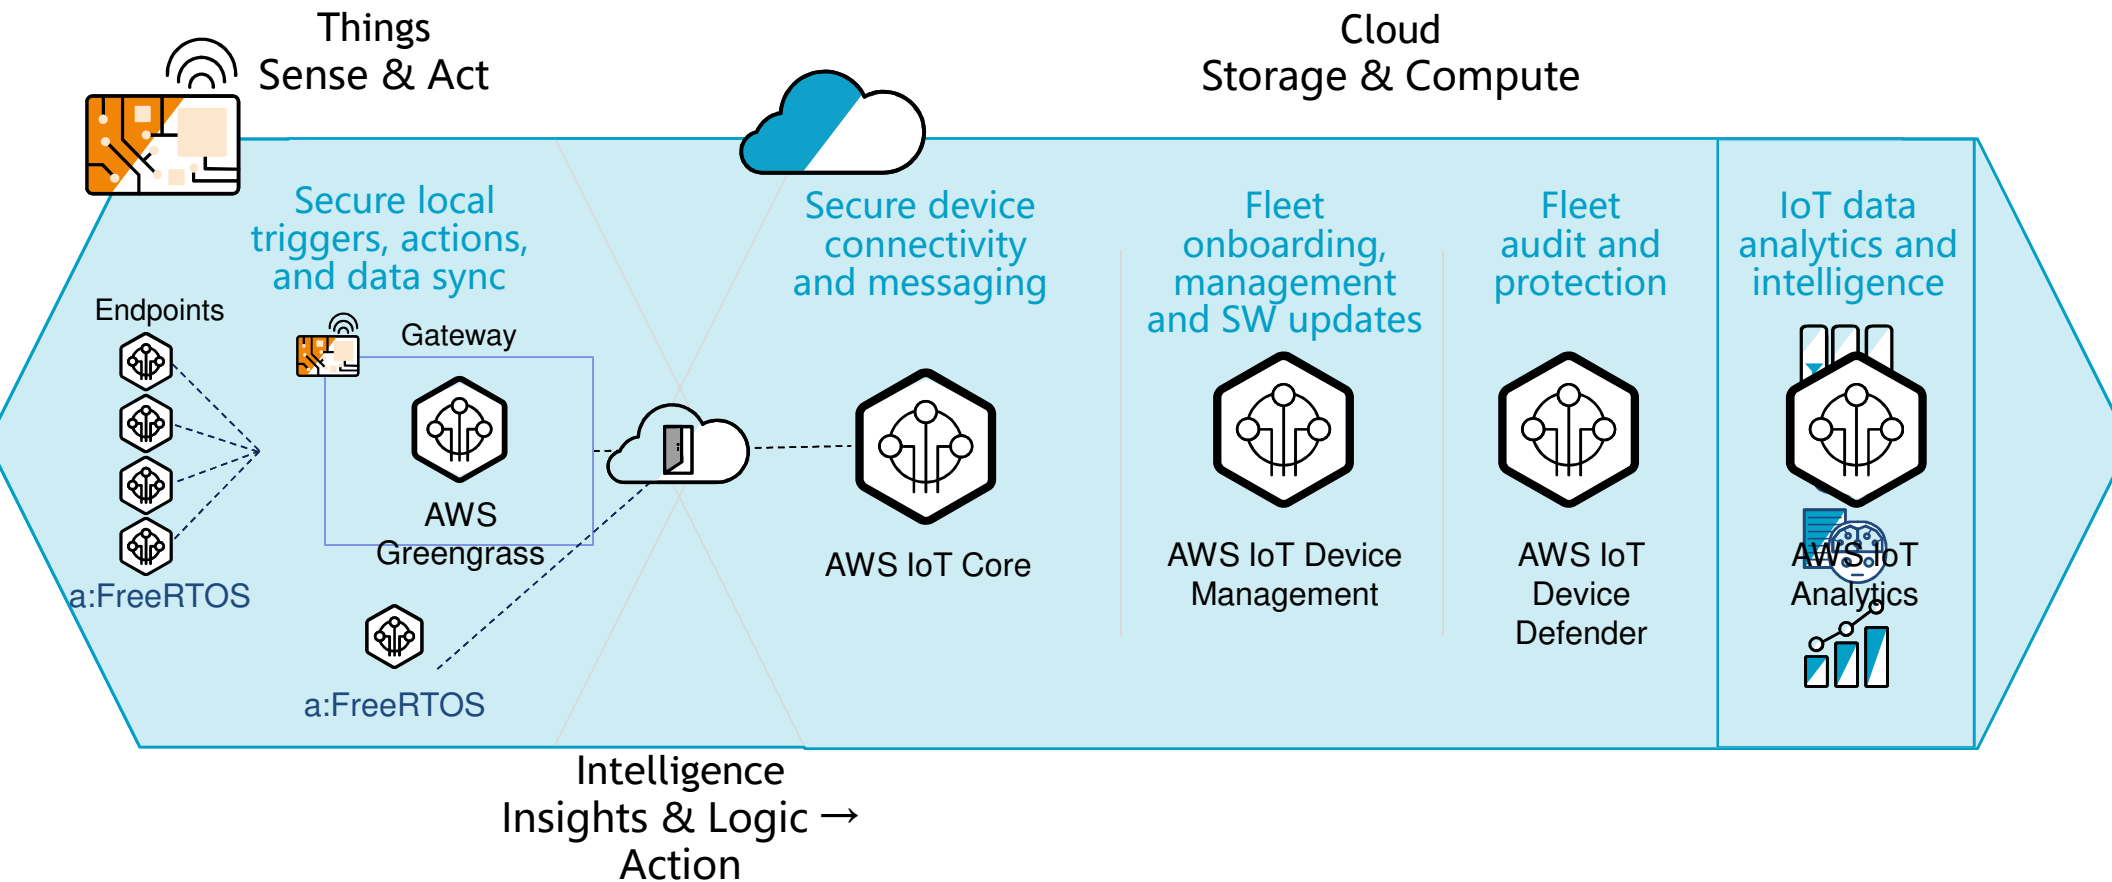 Things
Sense & Act
Cloud
Storage & Compute
Secure local
triggers, actions,
and data sync
Secure device
connectivity
and messaging
Fleet
onboarding,
management
and SW updates
Fleet
audit and
protection
IoT data
analytics and
intelligence
Endpoints
a:FreeRTOS
Gateway
AWS
Greengrass
a:FreeRTOS
AWS IoT Core
AWS IoT Device
Management
AWS IoT
Device
Defender
AWS IoT
Analytics
Intelligence
Insights & Logic →
Action